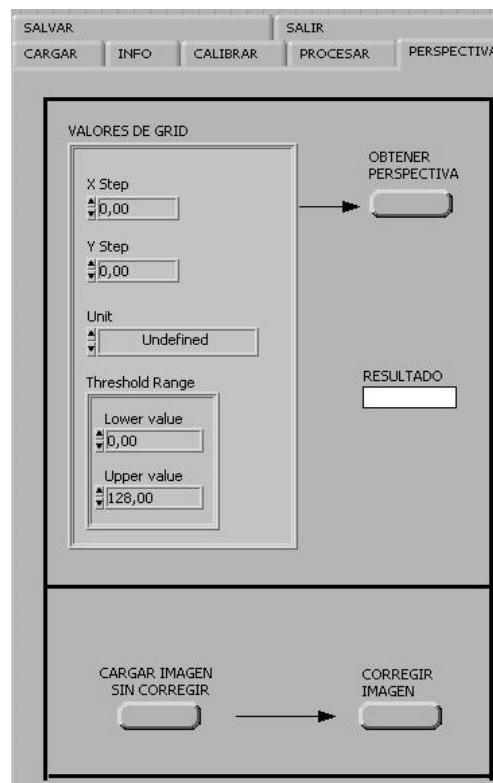 SALVAR
SALIR
CARGAR
INFO
CALIBRAR
PROCESAR
PERSPECTIVA
VALORES DE GRID
X Step
0,00
Y Step
0,00
Unit
Undefined
Threshold Range
Lower value
0,00
Upper value
128,00
OBTENER
PERSPECTIVA
RESULTADO
CARGAR IMAGEN
SIN CORREGIR
CORREGIR
IMAGEN